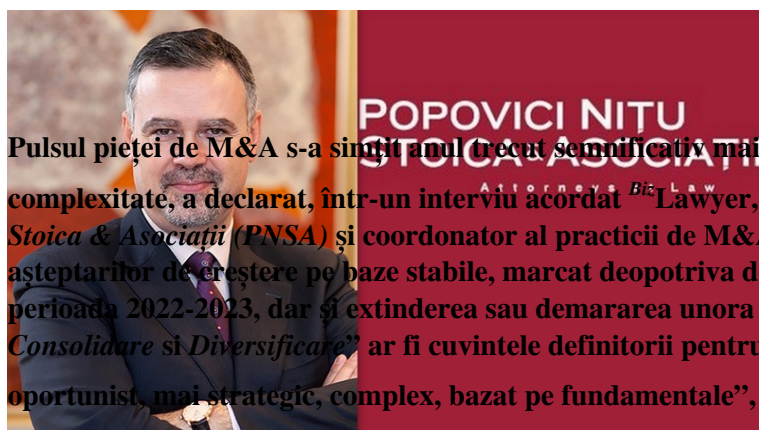 POPOVICI NIȚU
STOICA & ASOCIAȚII
Attorneys at Law
Pulsul pieței de M&A s-a simțit anul trecut semnificativ mai
complexitate, a declarat, într-un interviu acordat BizLawyer,
Stoica & Asociații (PNSA) și coordonator al practicii de M&A
așteptarilor de creștere pe baze stabile, marcat deopotriva d
perioada 2022-2023, dar și extinderea sau demararea unora
Consolidare si Diversificare” ar fi cuvintele definitorii pentru
oportunist, mai strategic, complex, bazat pe fundamentale”,